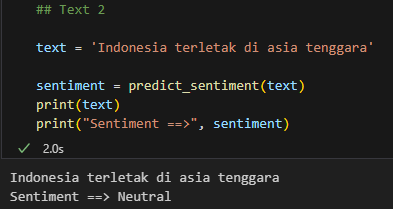 ## Text 2
text = 'Indonesia terletak di asia tenggara'
sentiment = predict_sentiment(text)
print(text)
print("Sentiment ==>", sentiment)
2.0s
Indonesia terletak di asia tenggara
Sentiment ==> Neutral